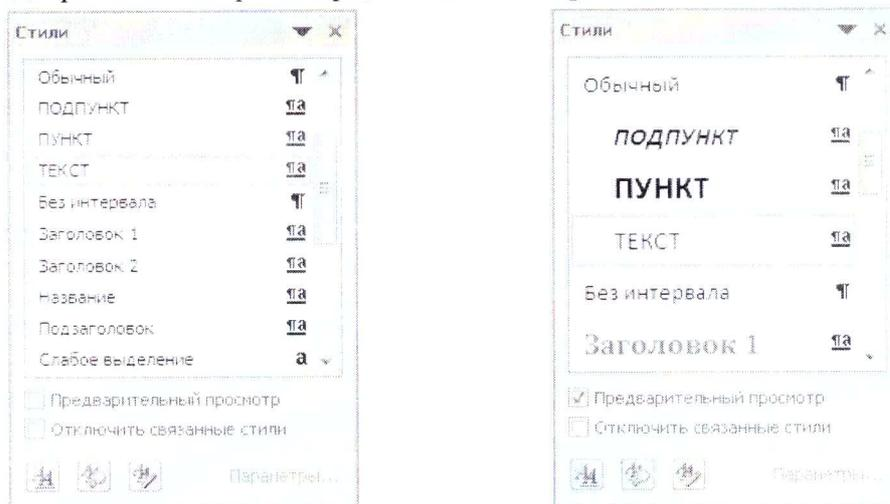 Стили
Обычный ¶
ПОДПУНКТ ¶a
ПУНКТ ¶a
ТЕКСТ ¶a
Без интервала ¶
Заголовок 1 ¶a
Заголовок 2 ¶a
Название ¶a
Подзаголовок ¶a
Слабое выделение a
Предварительный просмотр
Отключить связанные стили
Параметры...
Стили
Обычный ¶
ПОДПУНКТ ¶a
ПУНКТ ¶a
ТЕКСТ ¶a
Без интервала ¶
Заголовок 1 ¶a
Предварительный просмотр
Отключить связанные стили
Параметры...